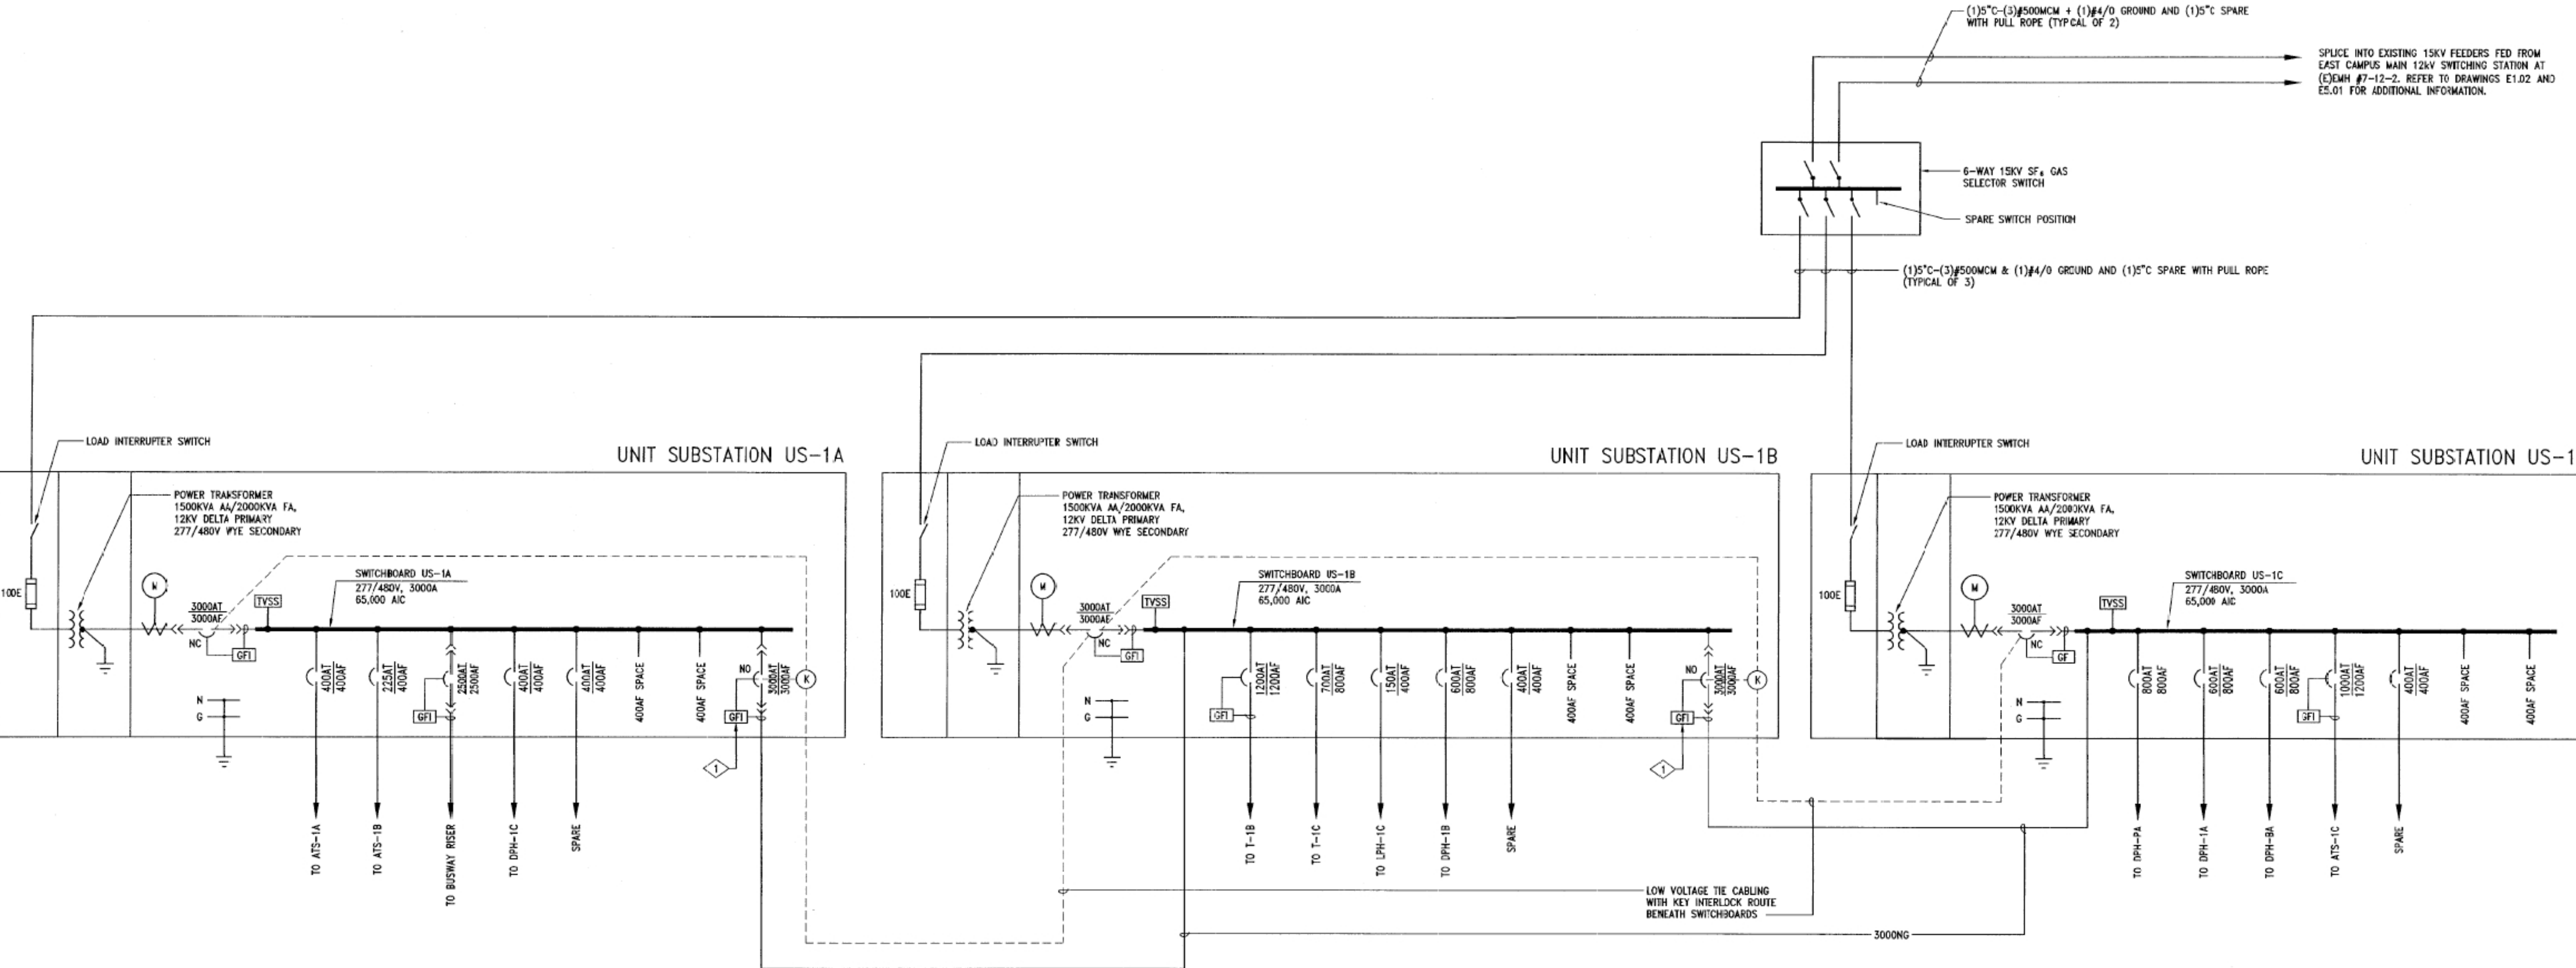 (1)5"C-(3)#500MCM + (1)#4/0 GROUND AND (1)5"C SPARE
WITH PULL ROPE (TYPCAL OF 2)
SPLICE INTO EXISTING 15KV FEEDERS FED FROM
EAST CAMPUS MAIN 12kV SWITCHING STATION AT
(E)EMH #7-12-2. REFER TO DRAWINGS E1.02 AND
E5.01 FOR ADDITIONAL INFORMATION.
6-WAY 15KV SF₆ GAS
SELECTOR SWITCH
SPARE SWITCH POSITION
(1)5"C-(3)#500MCM & (1)#4/0 GROUND AND (1)5"C SPARE WITH PULL ROPE
(TYPICAL OF 3)
LOAD INTERRUPTER SWITCH
UNIT SUBSTATION US-1A
POWER TRANSFORMER
1500KVA AA/2000KVA FA,
12KV DELTA PRIMARY
277/480V WYE SECONDARY
100E
M
3000AT
3000AF
NC
GFI
TVSS
SWITCHBOARD US-1A
277/480V, 3000A
65,000 AIC
N
G
400AT
400AF
225AT
400AF
2500AT
2500AF
GFI
400AT
400AF
400AT
400AF
400AF SPACE
400AF SPACE
NO
3000AT
3000AF
K
GFI
1
TO ATS-1A
TO ATS-1B
TO BUSWAY RISER
TO DPH-1C
SPARE
LOAD INTERRUPTER SWITCH
UNIT SUBSTATION US-1B
POWER TRANSFORMER
1500KVA AA/2000KVA FA,
12KV DELTA PRIMARY
277/480V WYE SECONDARY
100E
M
3000AT
3000AF
NC
GFI
TVSS
SWITCHBOARD US-1B
277/480V, 3000A
65,000 AIC
N
G
1200AT
1200AF
GFI
700AT
800AF
150AT
400AF
600AT
800AF
400AT
400AF
400AF SPACE
400AF SPACE
NO
3000AT
3000AF
K
GFI
1
TO T-1B
TO T-1C
TO LPH-1C
TO DPH-1B
SPARE
LOAD INTERRUPTER SWITCH
UNIT SUBSTATION US-1
POWER TRANSFORMER
1500KVA AA/2000KVA FA,
12KV DELTA PRIMARY
277/480V WYE SECONDARY
100E
M
3000AT
3000AF
NC
GF
TVSS
SWITCHBOARD US-1C
277/480V, 3000A
65,000 AIC
N
G
800AT
800AF
600AT
800AF
600AT
800AF
1000AT
1200AF
GFI
400AT
400AF
400AF SPACE
400AF SPACE
TO DPH-PA
TO DPH-1A
TO DPH-BA
TO ATS-1C
SPARE
LOW VOLTAGE TIE CABLING
WITH KEY INTERLOCK ROUTE
BENEATH SWITCHBOARDS
3000NG